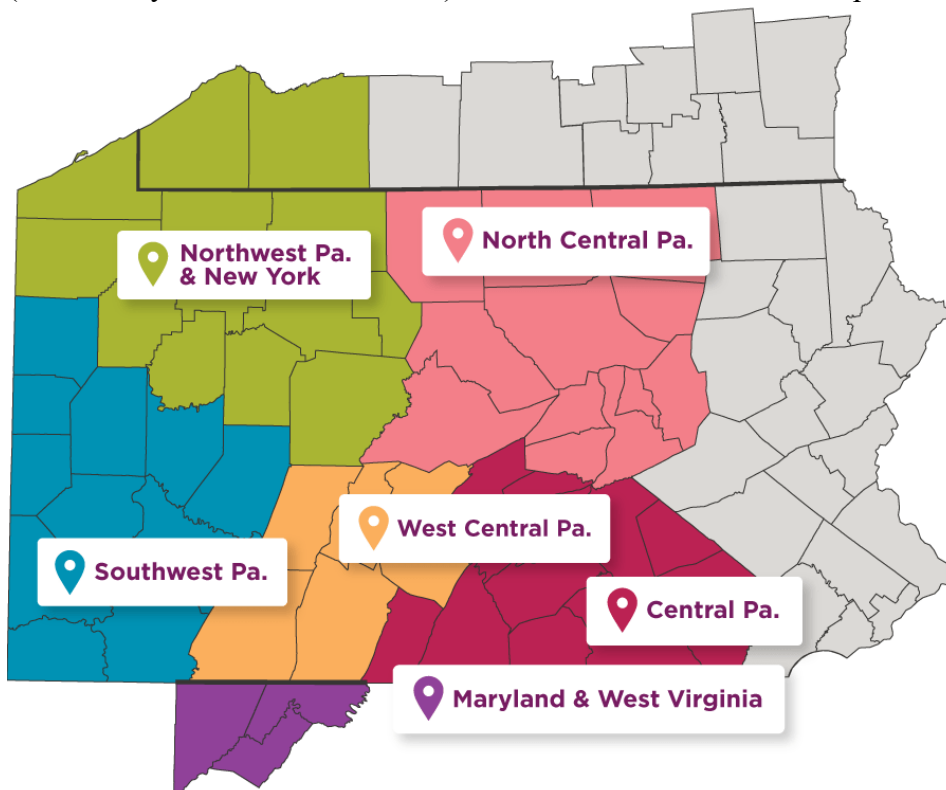 Northwest Pa.
& New York
North Central Pa.
West Central Pa.
Southwest Pa.
Central Pa.
Maryland & West Virginia